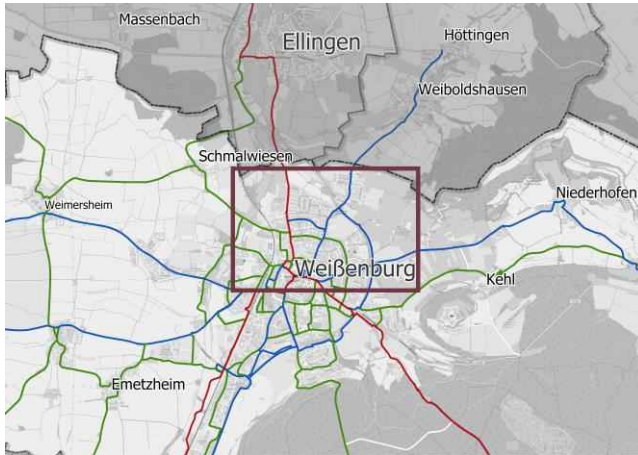 Massenbach
Ellingen
Höttingen
Weiboldshausen
Schmalwiesen
Niederhofen
Weimersheim
Weißenburg
Kehl
Emetzheim